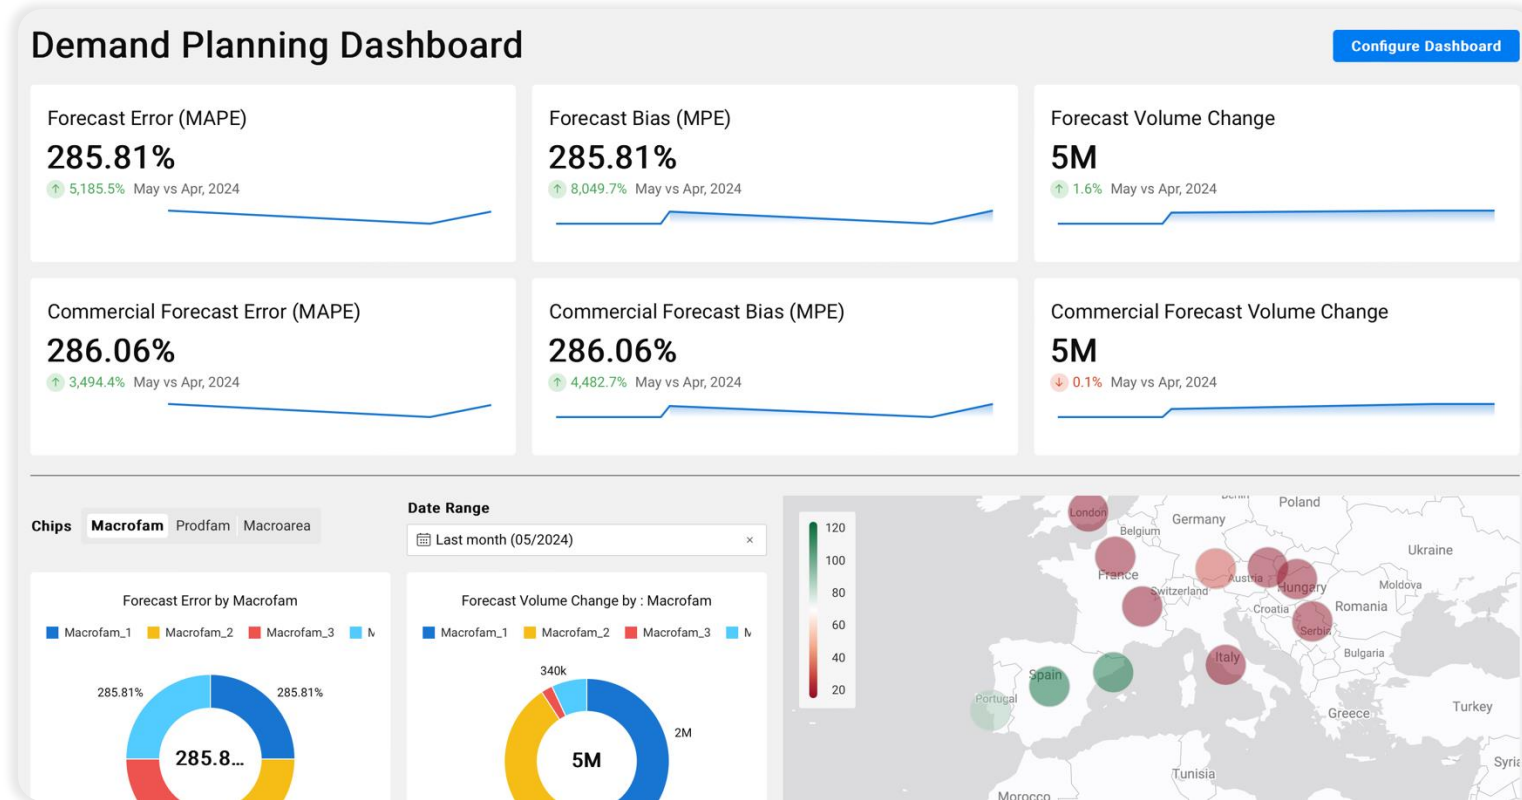 Demand Planning Dashboard
Configure Dashboard
Forecast Error (MAPE)
285.81%
5,185.5% May vs Apr, 2024
Forecast Bias (MPE)
285.81%
8,049.7% May vs Apr, 2024
Forecast Volume Change
5M
1.6% May vs Apr, 2024
Commercial Forecast Error (MAPE)
286.06%
3,494.4% May vs Apr, 2024
Commercial Forecast Bias (MPE)
286.06%
4,482.7% May vs Apr, 2024
Commercial Forecast Volume Change
5M
0.1% May vs Apr, 2024
Chips Macrofam Prodfam Macroarea
Date Range
Last month (05/2024) ×
Forecast Error by Macrofam
Macrofam_1 Macrofam_2 Macrofam_3
285.81% 285.81%
285.8...
Forecast Volume Change by : Macrofam
Macrofam_1 Macrofam_2 Macrofam_3
340k
2M
5M
120
100
80
60
40
20
Poland
London
Germany
Belgium
Ukraine
France
Austria
Moldova
Switzerland
Hungary
Croatia
Romania
Serbia
Bulgaria
Italy
Spain
Portugal
Greece
Turkey
Syria
Tunisia
Morocco